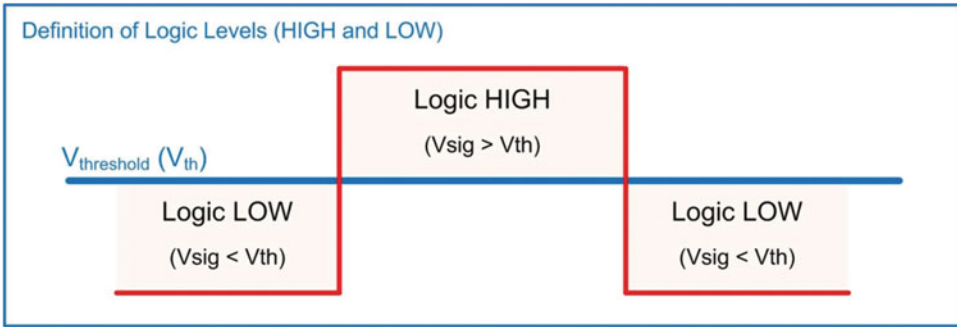 Definition of Logic Levels (HIGH and LOW)
Logic HIGH
(Vsig > Vth)
Vthreshold (Vth)
Logic LOW
(Vsig < Vth)
Logic LOW
(Vsig < Vth)